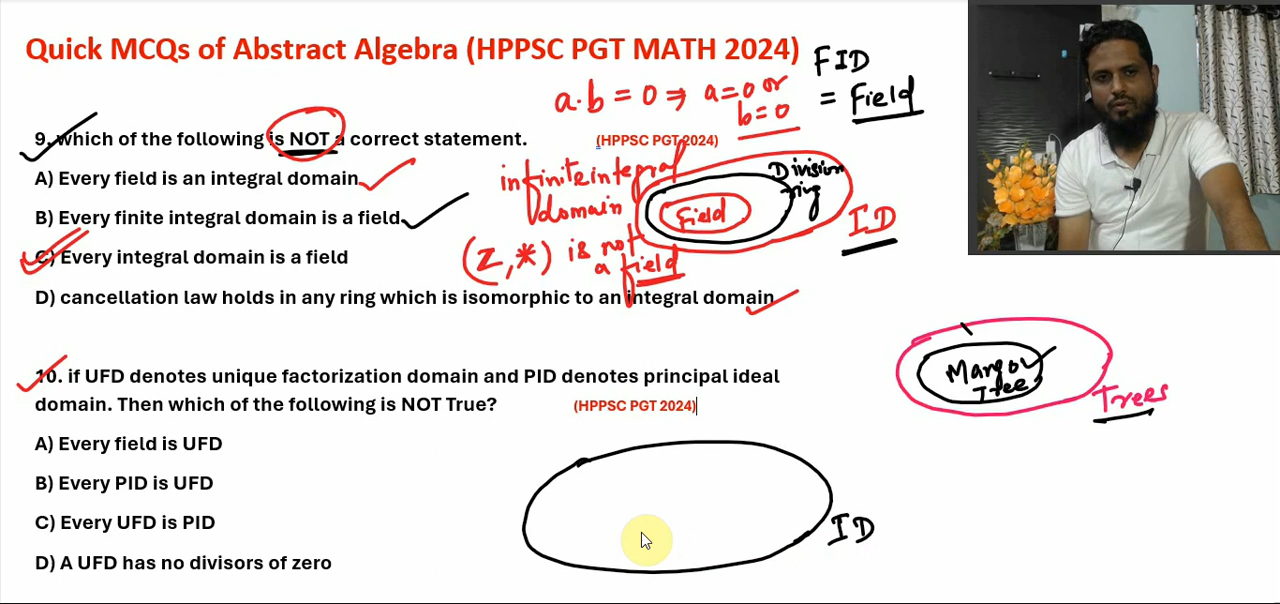 Quick MCQs of Abstract Algebra (HPPSC PGT MATH 2024)
FID
= Field
a.b = 0 ⇒ a=0 or
b=0
9. which of the following is NOT a correct statement.
(HPPSC PGT 2024)
A) Every field is an integral domain
B) Every finite integral domain is a field
C) Every integral domain is a field
D) cancellation law holds in any ring which is isomorphic to an integral domain
infinite integral
domain
(Z,*) is not
a field
Division
ring
Field
ID
10. if UFD denotes unique factorization domain and PID denotes principal ideal
domain. Then which of the following is NOT True?
(HPPSC PGT 2024)
A) Every field is UFD
B) Every PID is UFD
C) Every UFD is PID
D) A UFD has no divisors of zero
Mango
Tree
Trees
ID